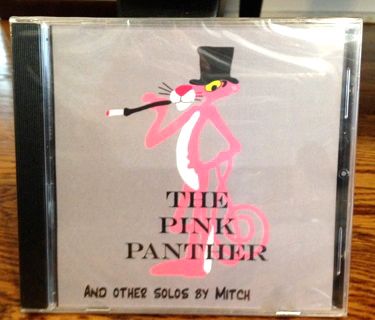 THE
PINK
PANTHER
AND OTHER SOLOS BY MITCH